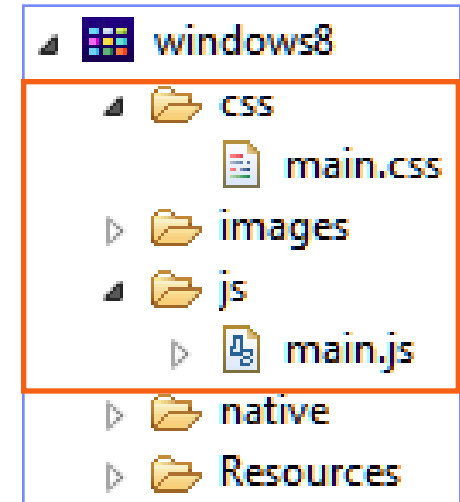 windows8
css
main.css
images
js
main.js
native
Resources